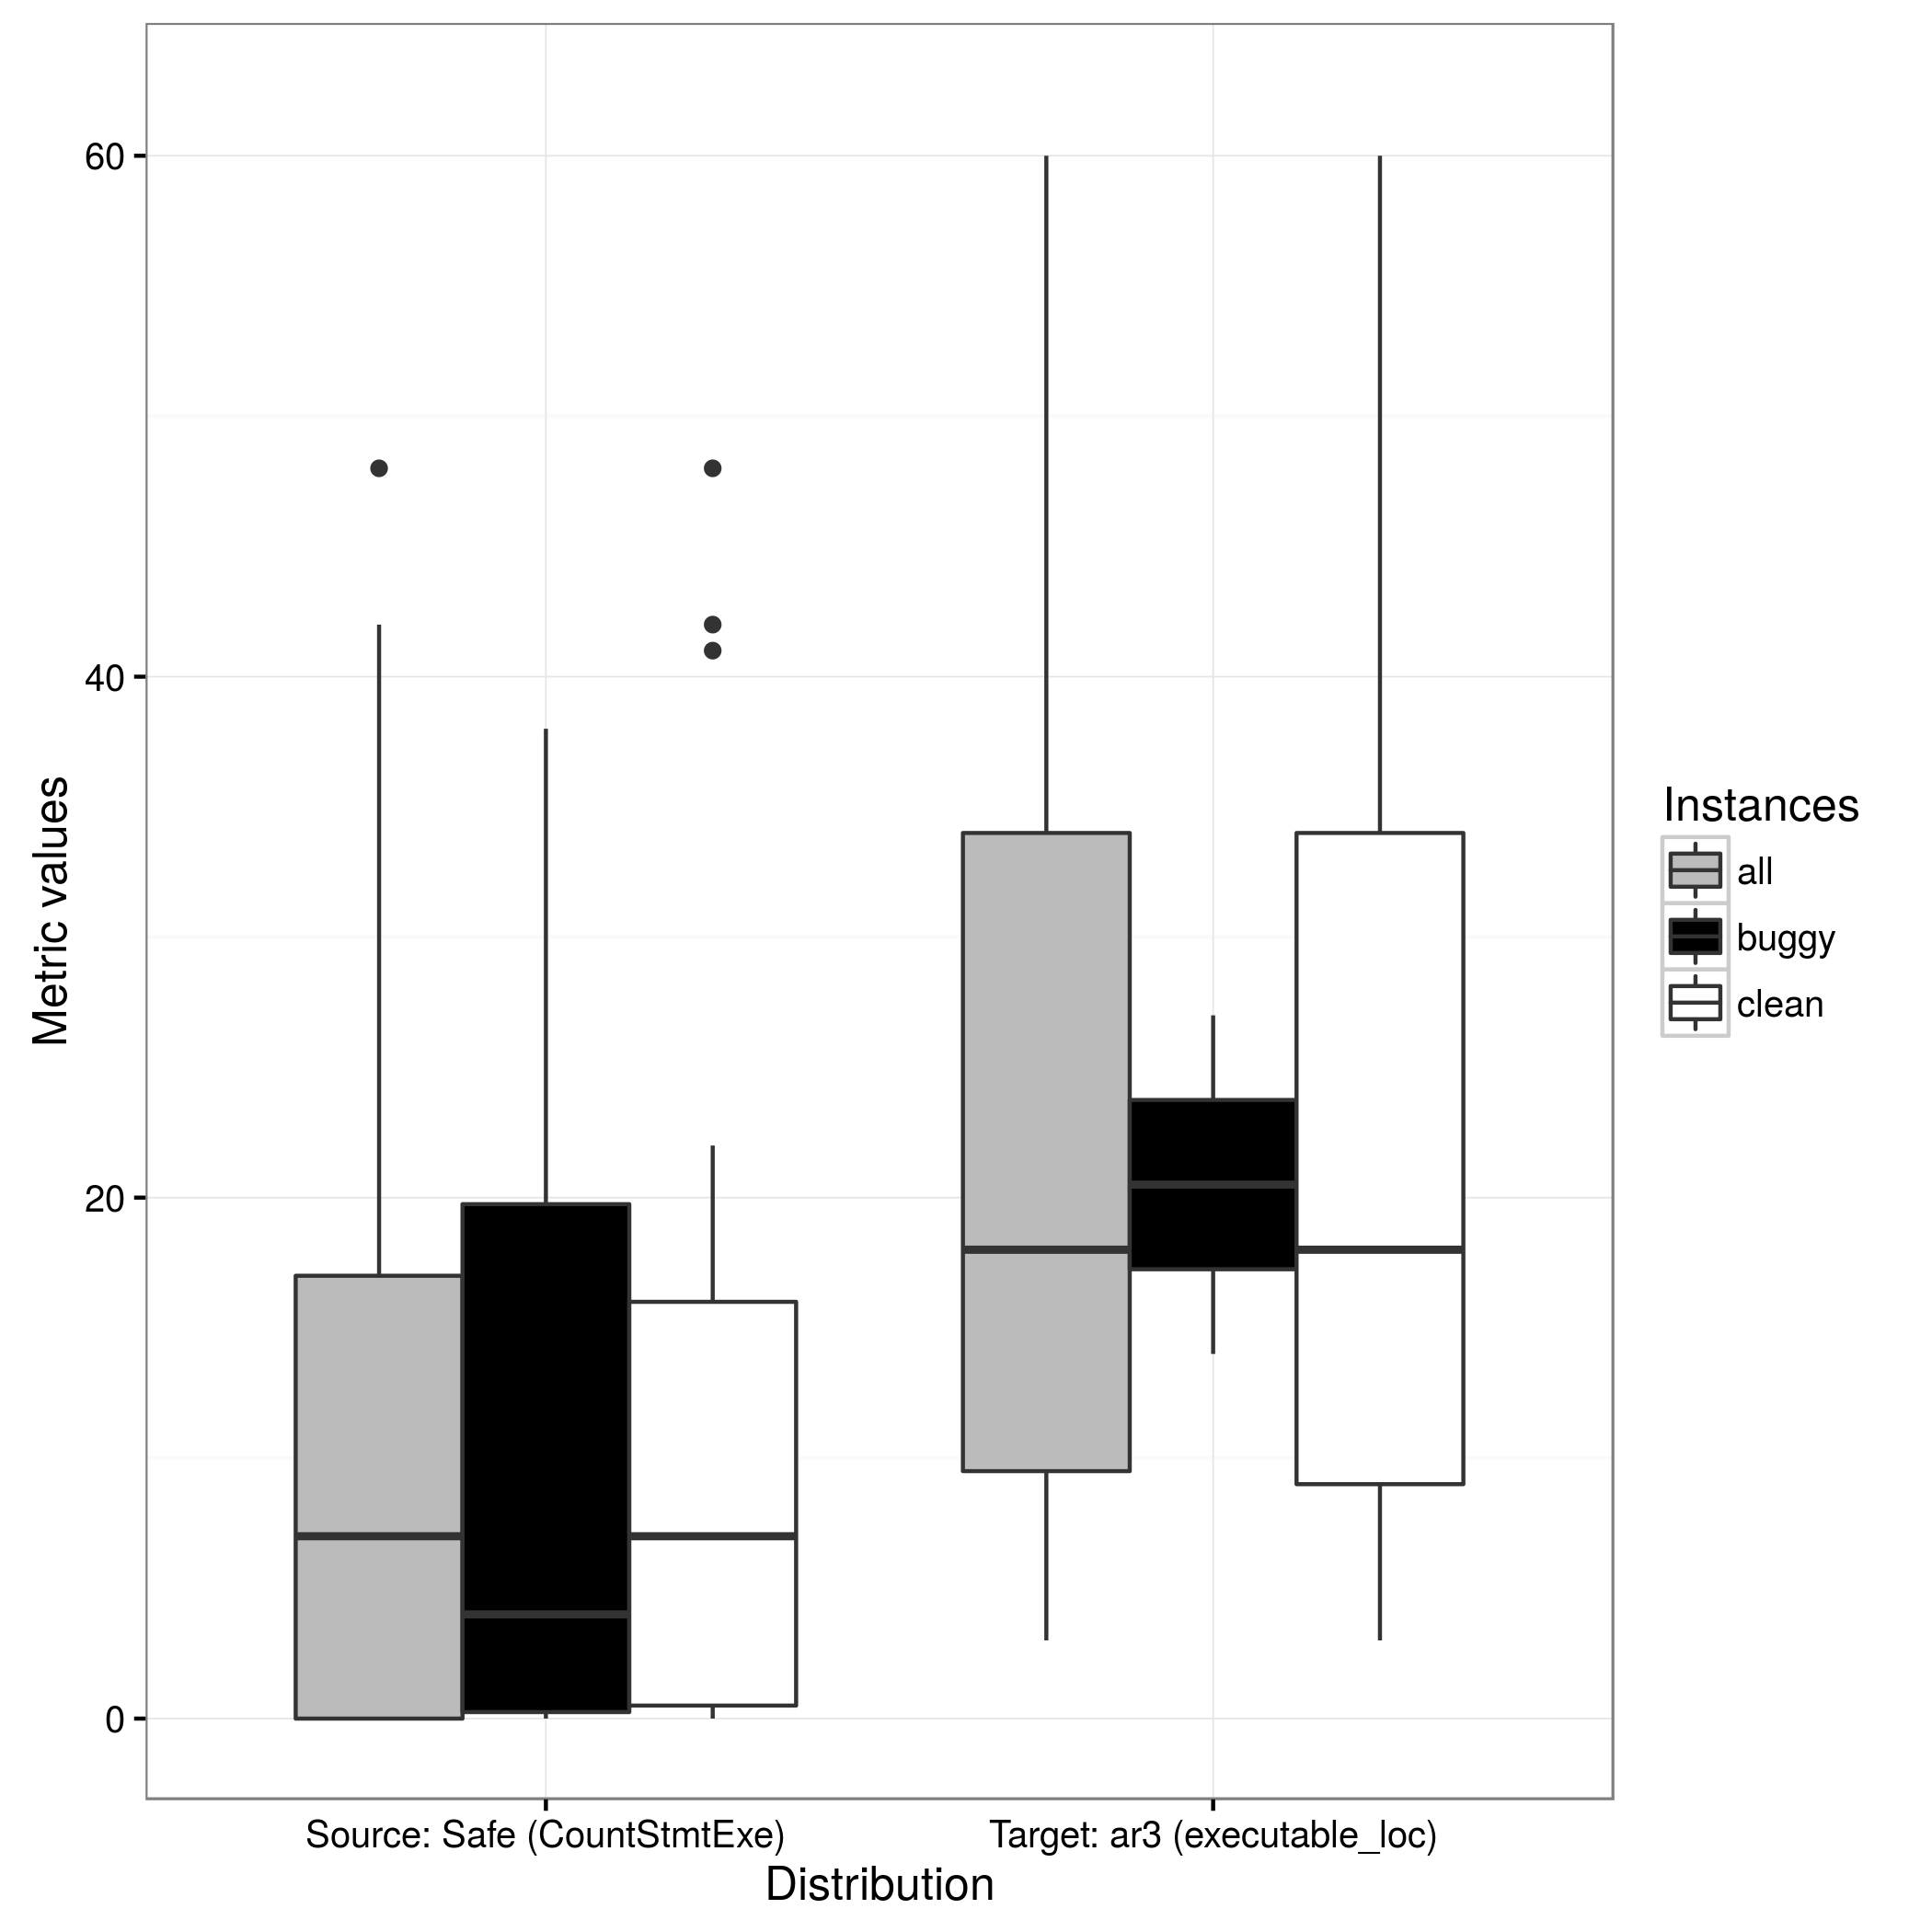 Metric values
60
40
20
0
Source: Safe (CountStmtExe)
Target: ar3 (executable_loc)
Distribution
Instances
all
buggy
clean